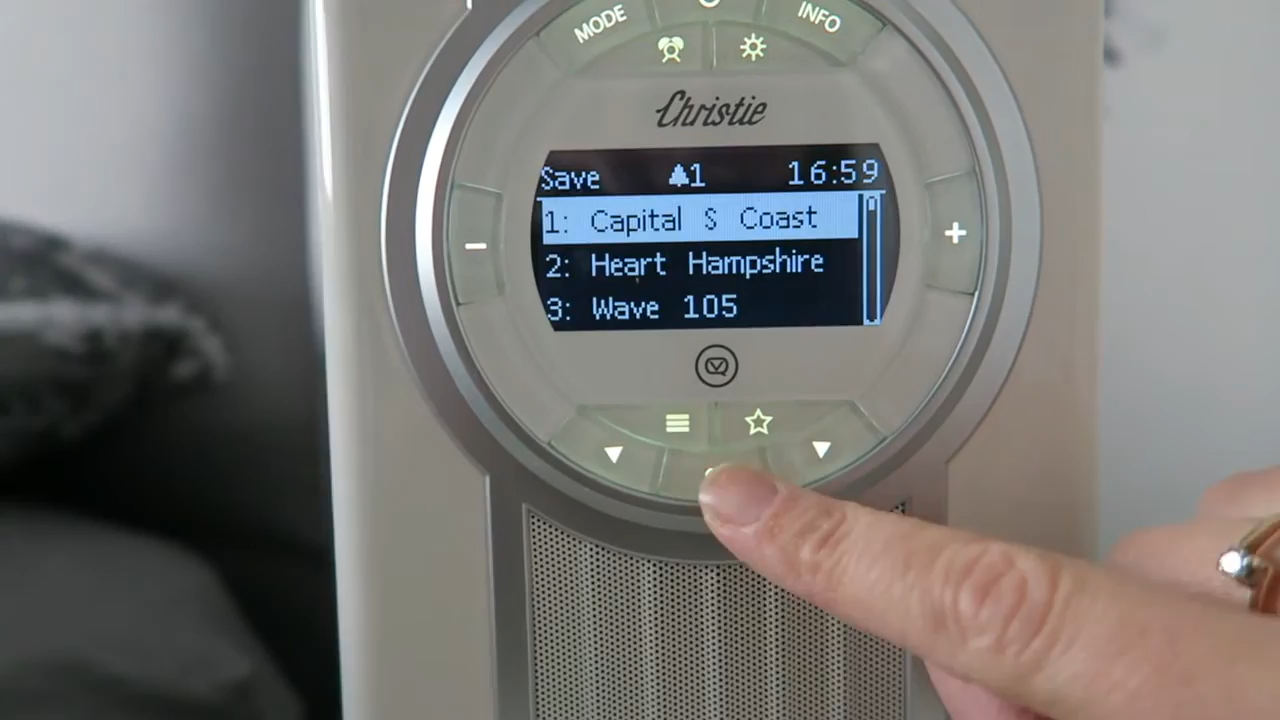 MODE
INFO
Christie
Save 1 16:59
1: Capital S Coast
2: Heart Hampshire
3: Wave 105